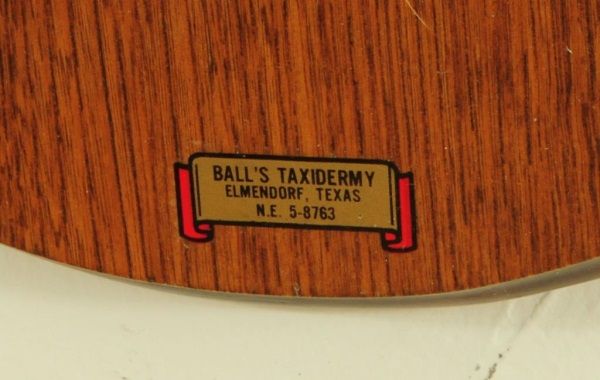 BALL'S TAXIDERMY
ELMENDORF, TEXAS
N.E. 5-8763